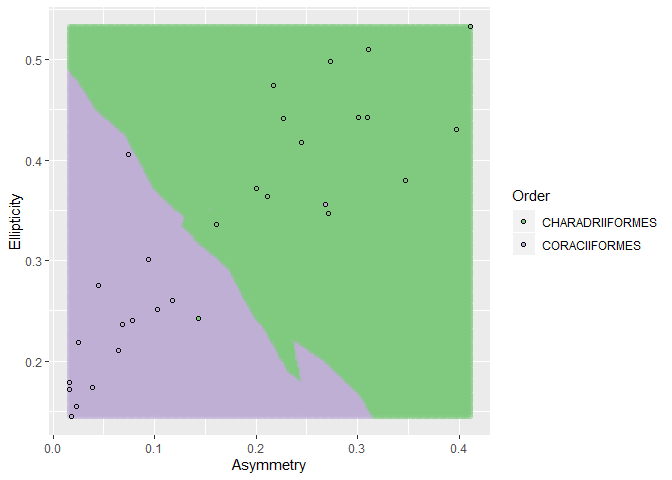 0.5
0.4
0.3
0.2
Ellipticity
0.0
0.1
0.2
0.3
0.4
Asymmetry
Order
CHARADRIIFORMES
CORACIIFORMES